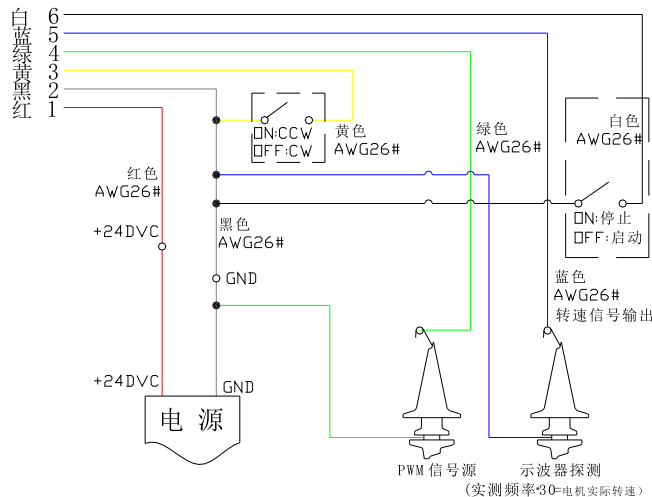 白 6
蓝 5
绿 4
黄 3
黑 2
红 1
ON:CCW
OFF:CW
黄色
AWG26#
绿色
AWG26#
白色
AWG26#
红色
AWG26#
ON:停止
OFF:启动
+24DVC
黑色
AWG26#
GND
蓝色
AWG26#
转速信号输出
+24DVC
GND
电 源
PWM信号源
示波器探测
(实测频率*30=电机实际转速)